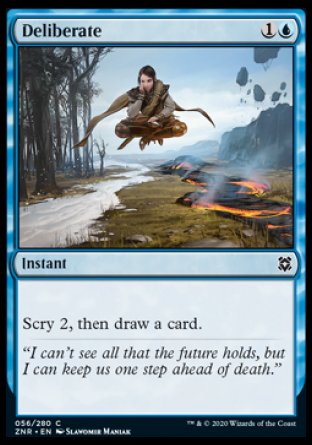 Deliberate 1
Instant
Scry 2, then draw a card.
“I can’t see all that the future holds, but
I can keep us one step ahead of death.”
056/280 C
ZNR • EN Slawomir Maniak
™ & © 2020 Wizards of the Coast